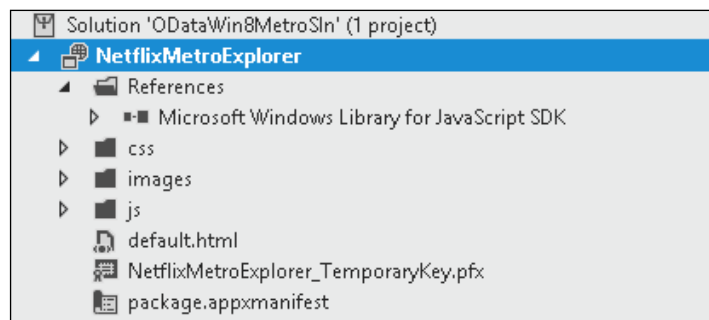 Solution 'ODataWin8MetroSln' (1 project)
NetflixMetroExplorer
References
Microsoft Windows Library for JavaScript SDK
css
images
js
default.html
NetflixMetroExplorer_TemporaryKey.pfx
package.appxmanifest